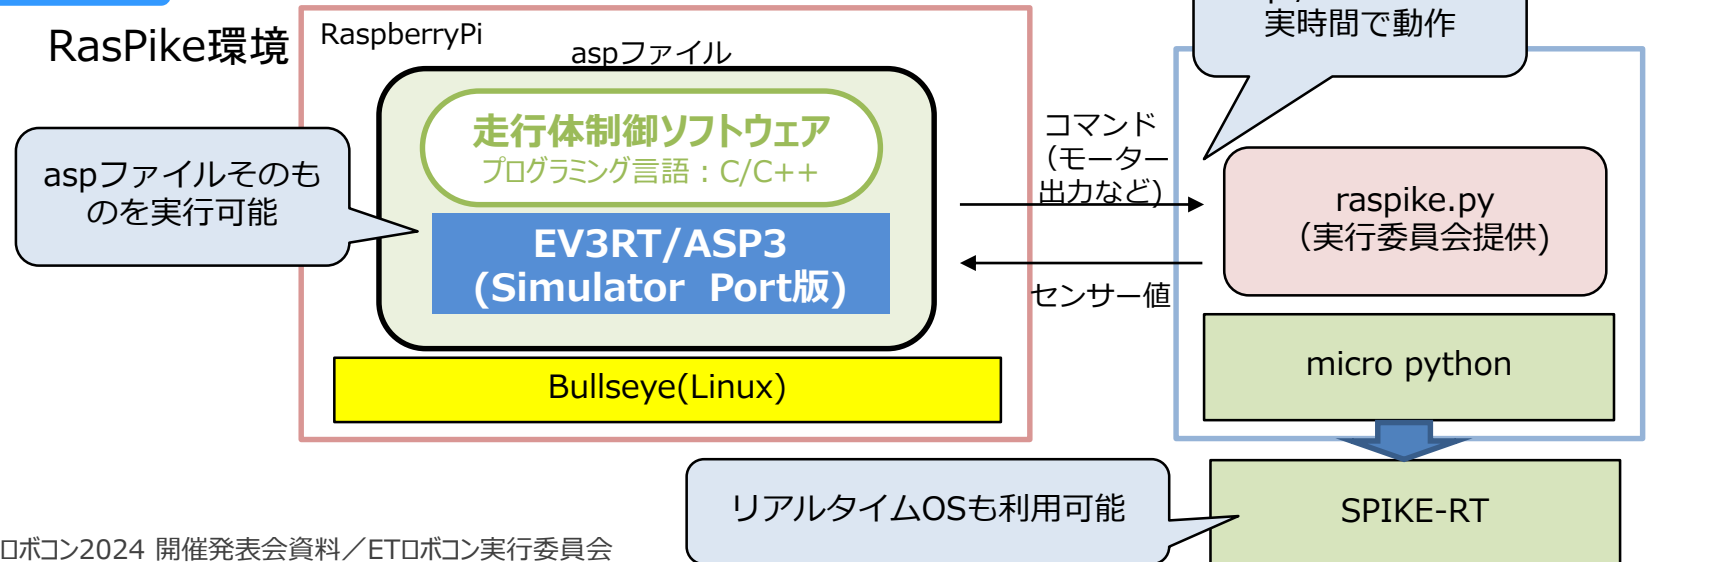 実時間で動作
RasPike環境
RaspberryPi
aspファイル
走行体制御ソフトウェア
プログラミング言語：C/C++
aspファイルそのも
のを実行可能
EV3RT/ASP3
(Simulator Port版)
Bullseye(Linux)
コマンド
（モーター
出力など)
センサー値
raspike.py
（実行委員会提供)
micro python
リアルタイムOSも利用可能
SPIKE-RT
ロボコン2024 開催発表会資料／ETロボコン実行委員会